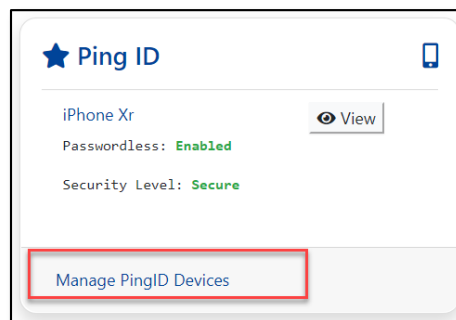 Ping ID
iPhone Xr
View
Passwordless: Enabled
Security Level: Secure
Manage PingID Devices